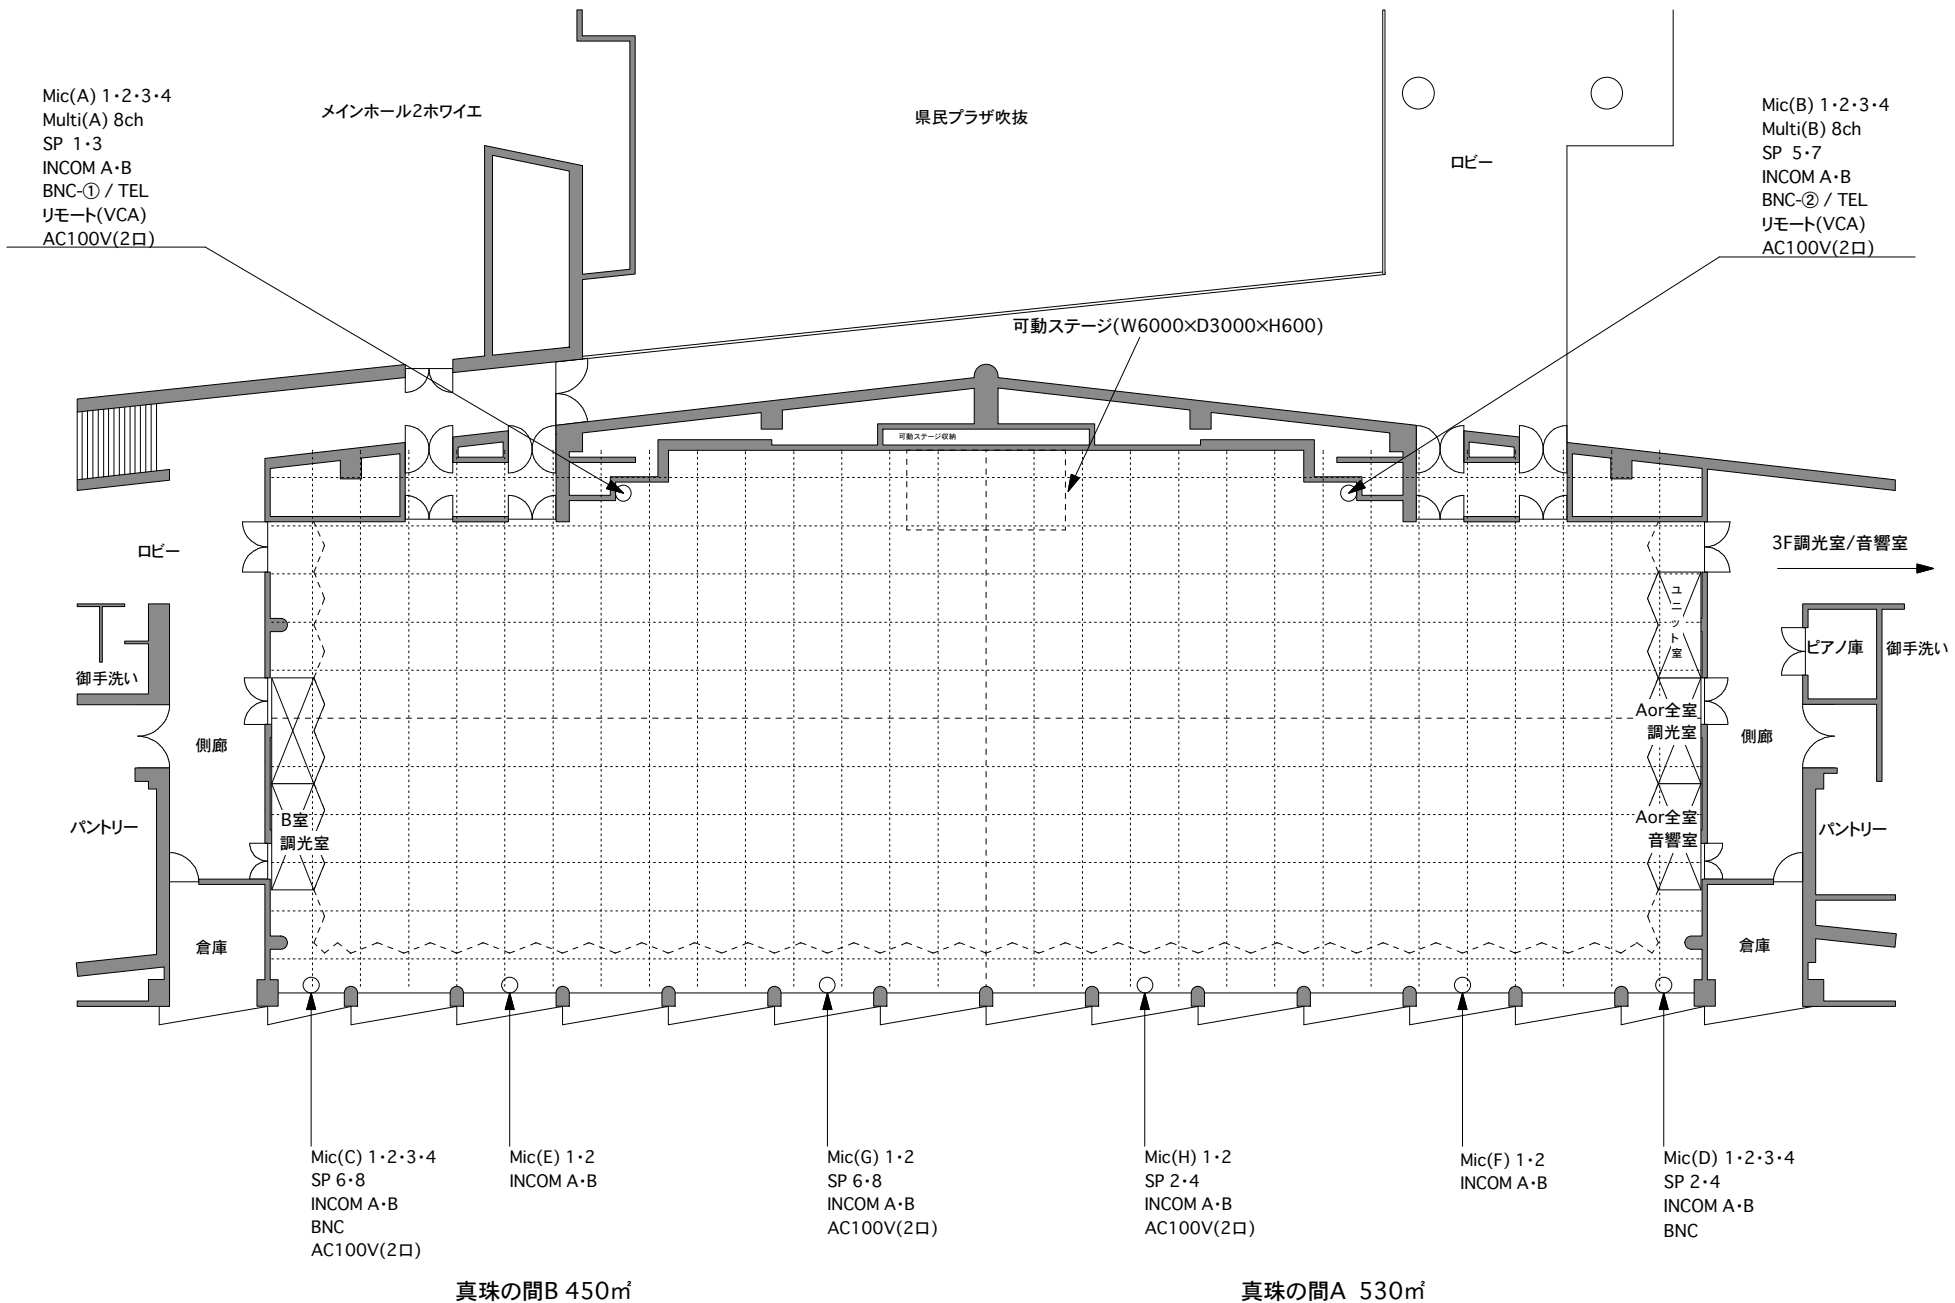 Mic(A) 1・2・3・4
Multi(A) 8ch
SP 1・3
INCOM A・B
BNC-① / TEL
リモート(VCA)
AC100V(2口)
メインホール2ホワイエ
県民プラザ吹抜
ロビー
Mic(B) 1・2・3・4
Multi(B) 8ch
SP 5・7
INCOM A・B
BNC-② / TEL
リモート(VCA)
AC100V(2口)
可動ステージ(W6000×D3000×H600)
可動ステージ収納
ロビー
3F調光室/音響室
ユニット室
御手洗い
ピアノ庫
御手洗い
側廊
Aor全室
調光室
側廊
パントリー
B室
調光室
Aor全室
音響室
パントリー
倉庫
倉庫
Mic(C) 1・2・3・4
SP 6・8
INCOM A・B
BNC
AC100V(2口)
Mic(E) 1・2
INCOM A・B
Mic(G) 1・2
SP 6・8
INCOM A・B
AC100V(2口)
Mic(H) 1・2
SP 2・4
INCOM A・B
AC100V(2口)
Mic(F) 1・2
INCOM A・B
Mic(D) 1・2・3・4
SP 2・4
INCOM A・B
BNC
真珠の間B 450㎡
真珠の間A 530㎡